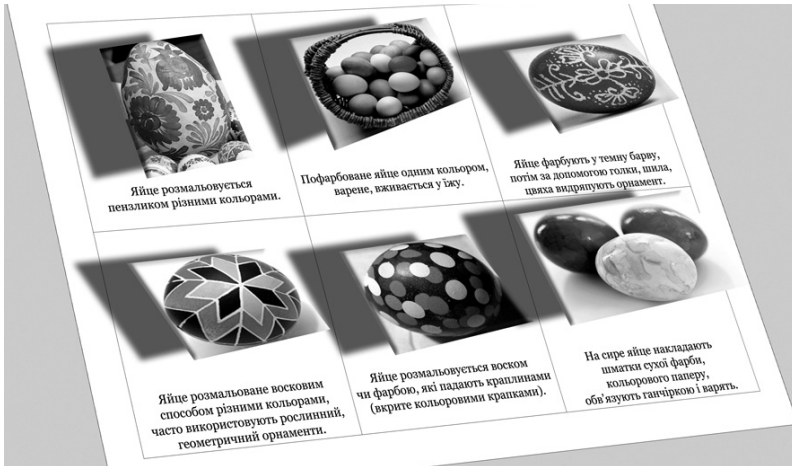 Яйце розмальовується
пензликом різними кольорами.
Пофарбоване яйце одним кольором,
варене, вживається у їжу.
Яйце фарбують у темну барву,
потім за допомогою голки, шила,
цвяха видряпують орнамент.
Яйце розмальоване восковим
способом різними кольорами,
часто використовують рослинний,
геометричний орнаменти.
Яйце розмальовується воском
чи фарбою, які падають краплинами
(вкрите кольоровими крапками).
На сире яйце накладають
шматки сухої фарби,
кольорового паперу,
обв'язують ганчіркою і варять.